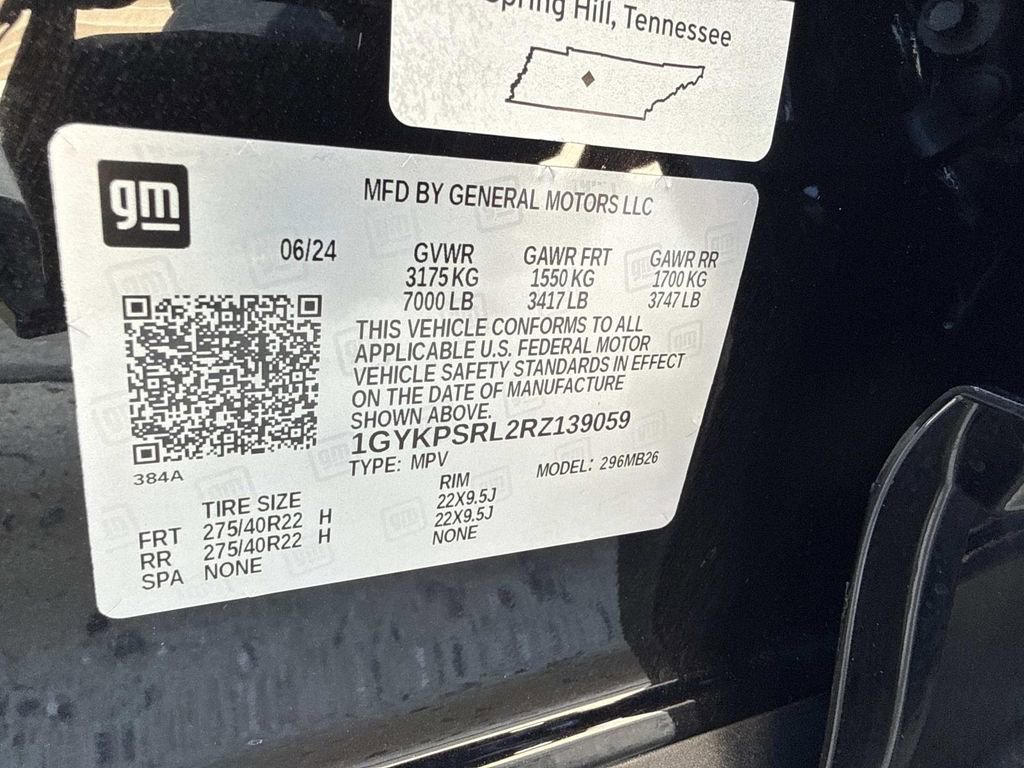 Spring Hill, Tennessee
gm
MFD BY GENERAL MOTORS LLC
06/24
GVWR GAWR FRT GAWR RR
3175 KG 1550 KG 1700 KG
7000 LB 3417 LB 3747 LB
THIS VEHICLE CONFORMS TO ALL
APPLICABLE U.S. FEDERAL MOTOR
VEHICLE SAFETY STANDARDS IN EFFECT
ON THE DATE OF MANUFACTURE
SHOWN ABOVE.
1GYKPSRL2RZ139059
TYPE: MPV MODEL: 296MB26
384A
TIRE SIZE RIM
FRT 275/40R22 H 22X9.5J
RR 275/40R22 H 22X9.5J
SPA NONE NONE